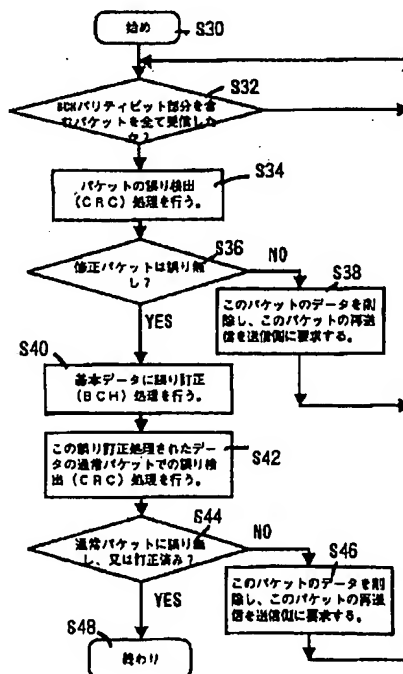 始め
S30
S32
BCHパリティビット部分を含
むパケットを全て受信した
か?
S34
パケットの誤り検出
(CRC)処理を行う。
S36
修正パケットは誤り無
し?
NO
S38
このパケットのデータを削
除し、このパケットの再送
信を送信側に要求する。
YES
S40
基本データに誤り訂正
(BCH)処理を行う。
この誤り訂正処理されたデー
タの通常パケットでの誤り検
出(CRC)処理を行う。
S42
S44
通常パケットに誤り無
し、又は訂正済み?
NO
S46
このパケットのデータを削
除し、このパケットの再送
信を送信側に要求する。
YES
S48
終わり